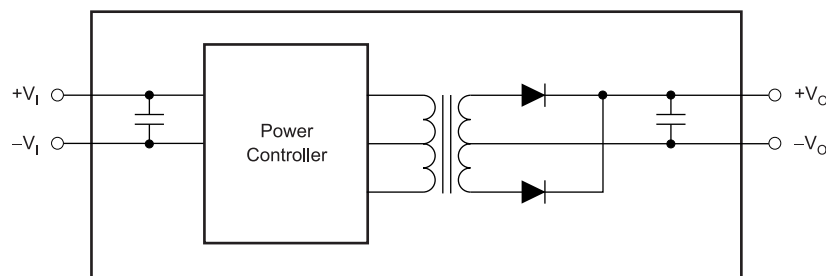 +V_I
–V_I
Power
Controller
+V_O
–V_O